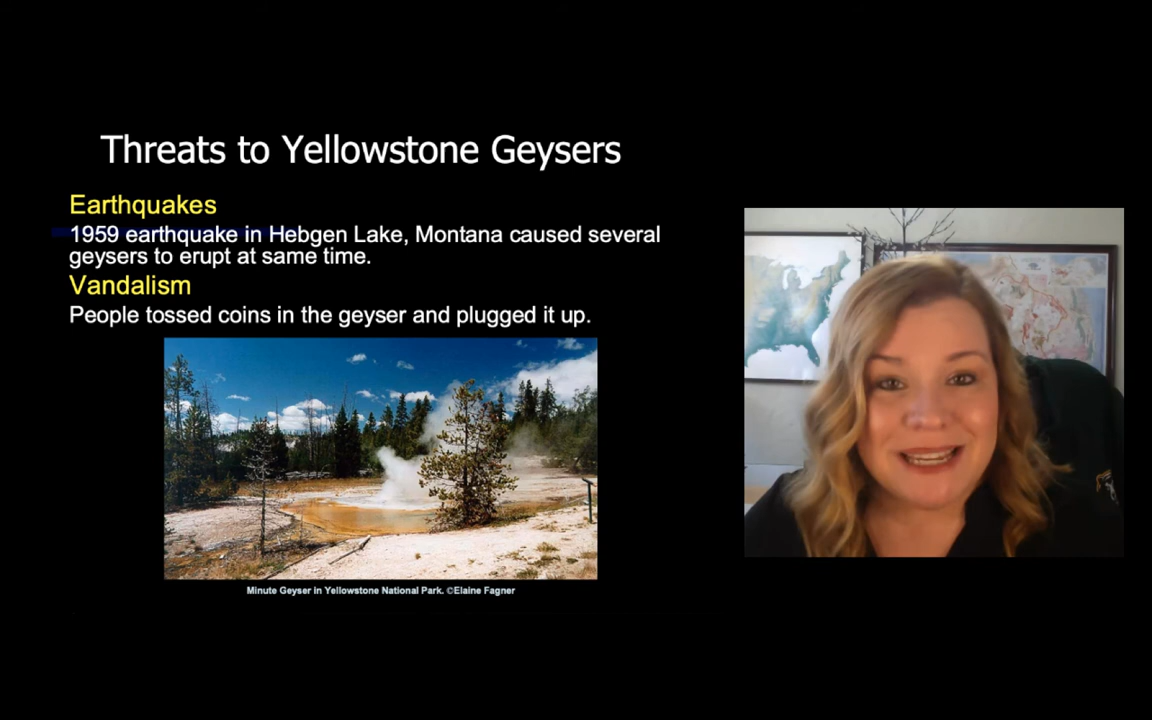 Threats to Yellowstone Geysers
Earthquakes
1959 earthquake in Hebgen Lake, Montana caused several
geysers to erupt at same time.
Vandalism
People tossed coins in the geyser and plugged it up.
Minute Geyser in Yellowstone National Park. ©Elaine Fagner